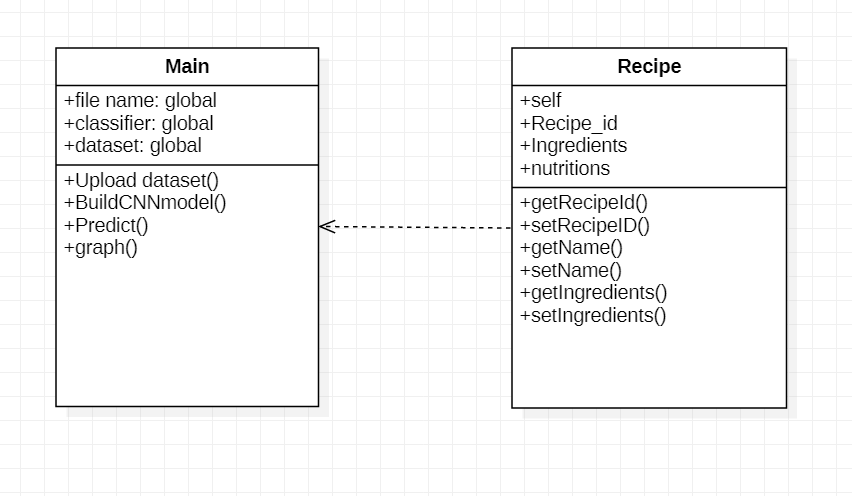 Main
+file name: global
+classifier: global
+dataset: global
+Upload dataset()
+BuildCNNmodel()
+Predict()
+graph()
Recipe
+self
+Recipe_id
+Ingredients
+nutritions
+getRecipeId()
+setRecipeID()
+getName()
+setName()
+getIngredients()
+setIngredients()